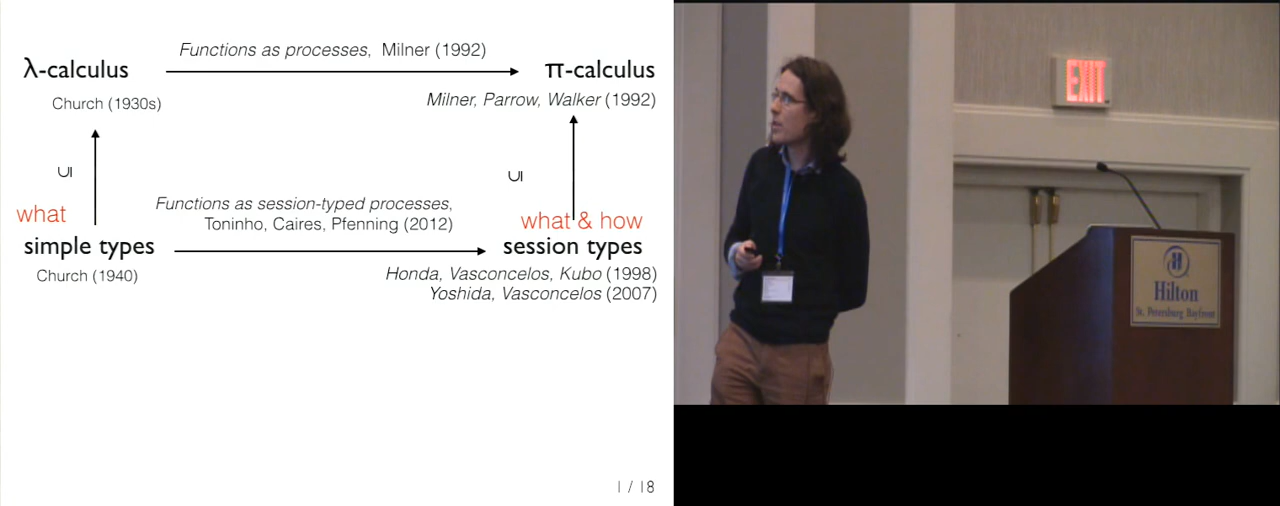 Functions as processes, Milner (1992)
λ-calculus
π-calculus
Church (1930s)
Milner, Parrow, Walker (1992)
⊆
⊆
what
Functions as session-typed processes,
Toninho, Caires, Pfenning (2012)
what & how
simple types
session types
Church (1940)
Honda, Vasconcelos, Kubo (1998)
Yoshida, Vasconcelos (2007)
1 / 18
EXIT
Hilton
St. Petersburg Bayfront